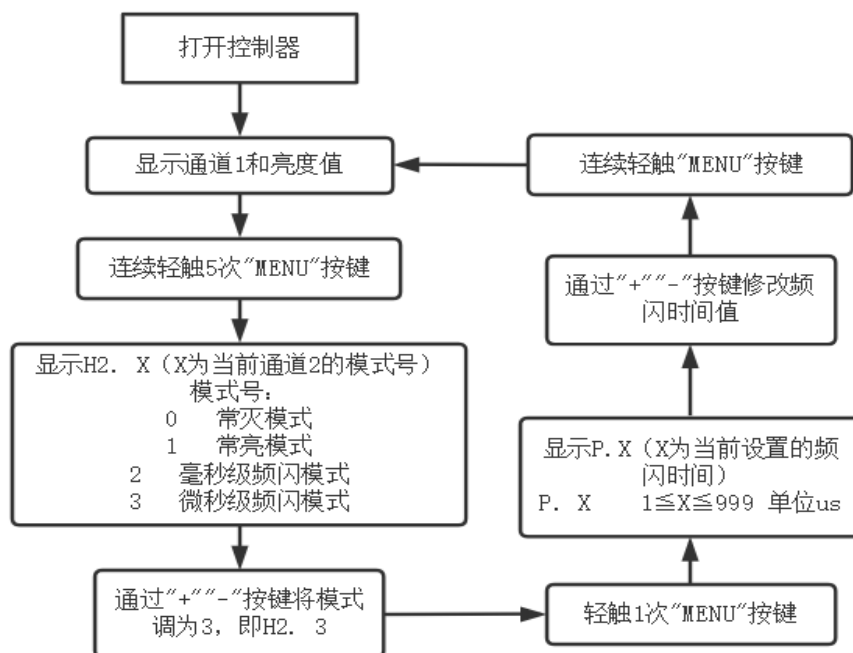 打开控制器
显示通道1和亮度值
连续轻触5次"MENU"按键
显示H2. X（X为当前通道2的模式号）
模式号:
0 常灭模式
1 常亮模式
2 毫秒级频闪模式
3 微秒级频闪模式
通过"+""-"按键将模式
调为3, 即H2. 3
轻触1次"MENU"按键
显示P.X（X为当前设置的频
闪时间）
P. X 1≦X≦999 单位us
通过"+""-"按键修改频
闪时间值
连续轻触"MENU"按键